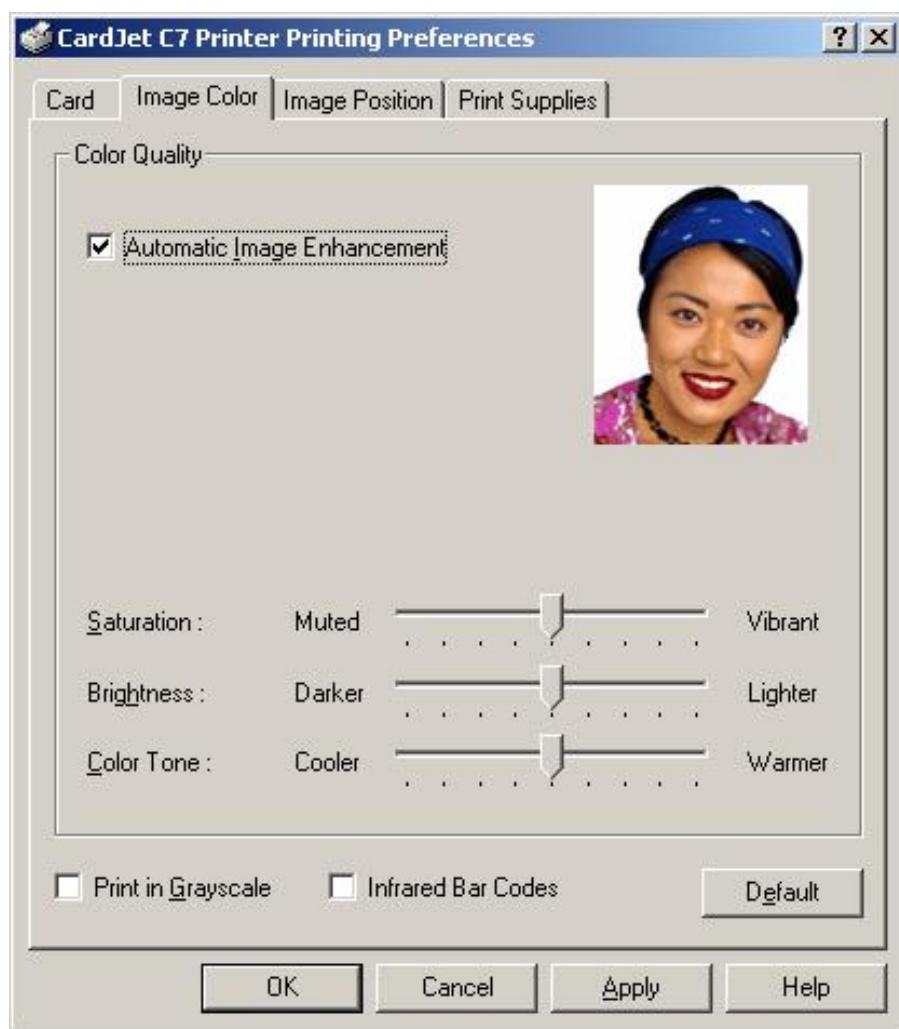 CardJet C7 Printer Printing Preferences
Card Image Color Image Position Print Supplies
Color Quality
Automatic Image Enhancement
Saturation : Muted Vibrant
Brightness : Darker Lighter
Color Tone : Cooler Warmer
Print in Grayscale Infrared Bar Codes Default
OK Cancel Apply Help